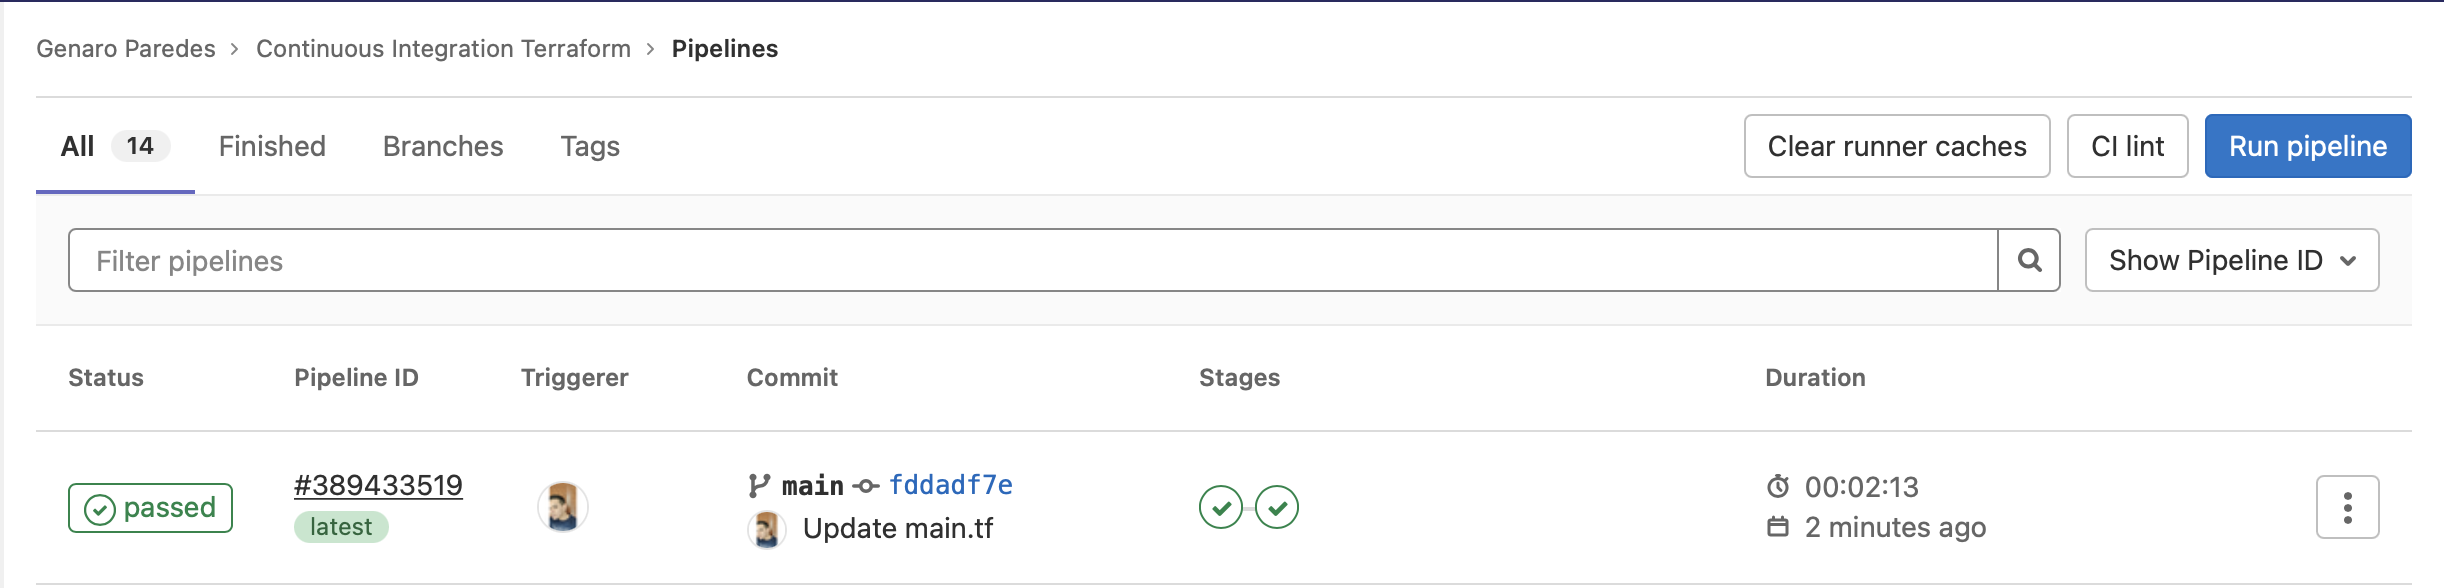 Genaro Paredes > Continuous Integration Terraform > Pipelines
All 14 Finished Branches Tags Clear runner caches CI lint Run pipeline
Filter pipelines Show Pipeline ID
Status Pipeline ID Triggerer Commit Stages Duration
passed #389433519 main fddadf7e 00:02:13
latest Update main.tf 2 minutes ago